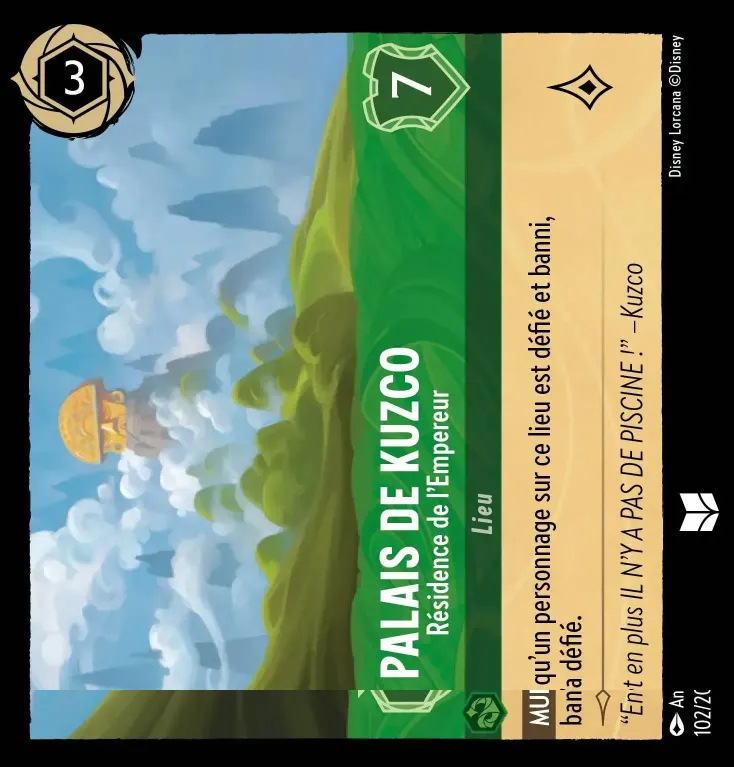 3
7
PALAIS DE KUZCO
Résidence de l'Empereur
Lieu
qu'un personnage sur ce lieu est défié et banni,
défié.
en plus IL N'Y A PAS DE PISCINE !” –Kuzco
Disney Lorcana ©Disney
102/2